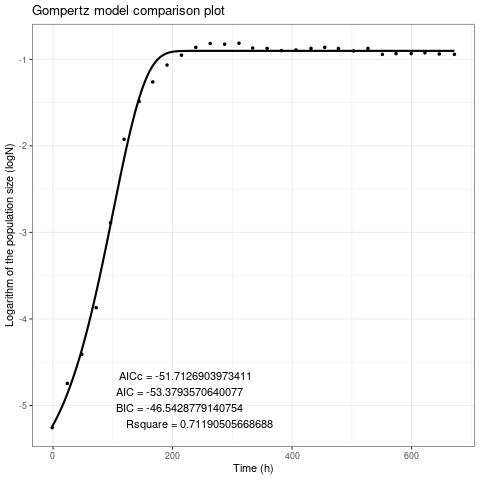 Gompertz model comparison plot
Logarithm of the population size (logN)
-1
-2
-3
-4
-5
AICc = -51.7126903973411
AIC = -53.3793570640077
BIC = -46.5428779140754
Rsquare = 0.71190505668688
0 200 400 600
Time (h)